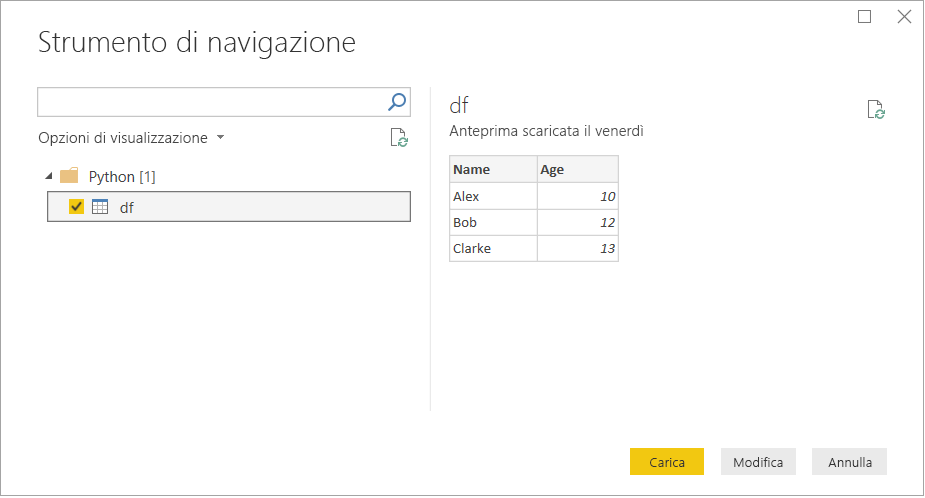 Strumento di navigazione
Opzioni di visualizzazione
Python [1]
df
df
Anteprima scaricata il venerdì
Name Age
Alex 10
Bob 12
Clarke 13
Carica Modifica Annulla